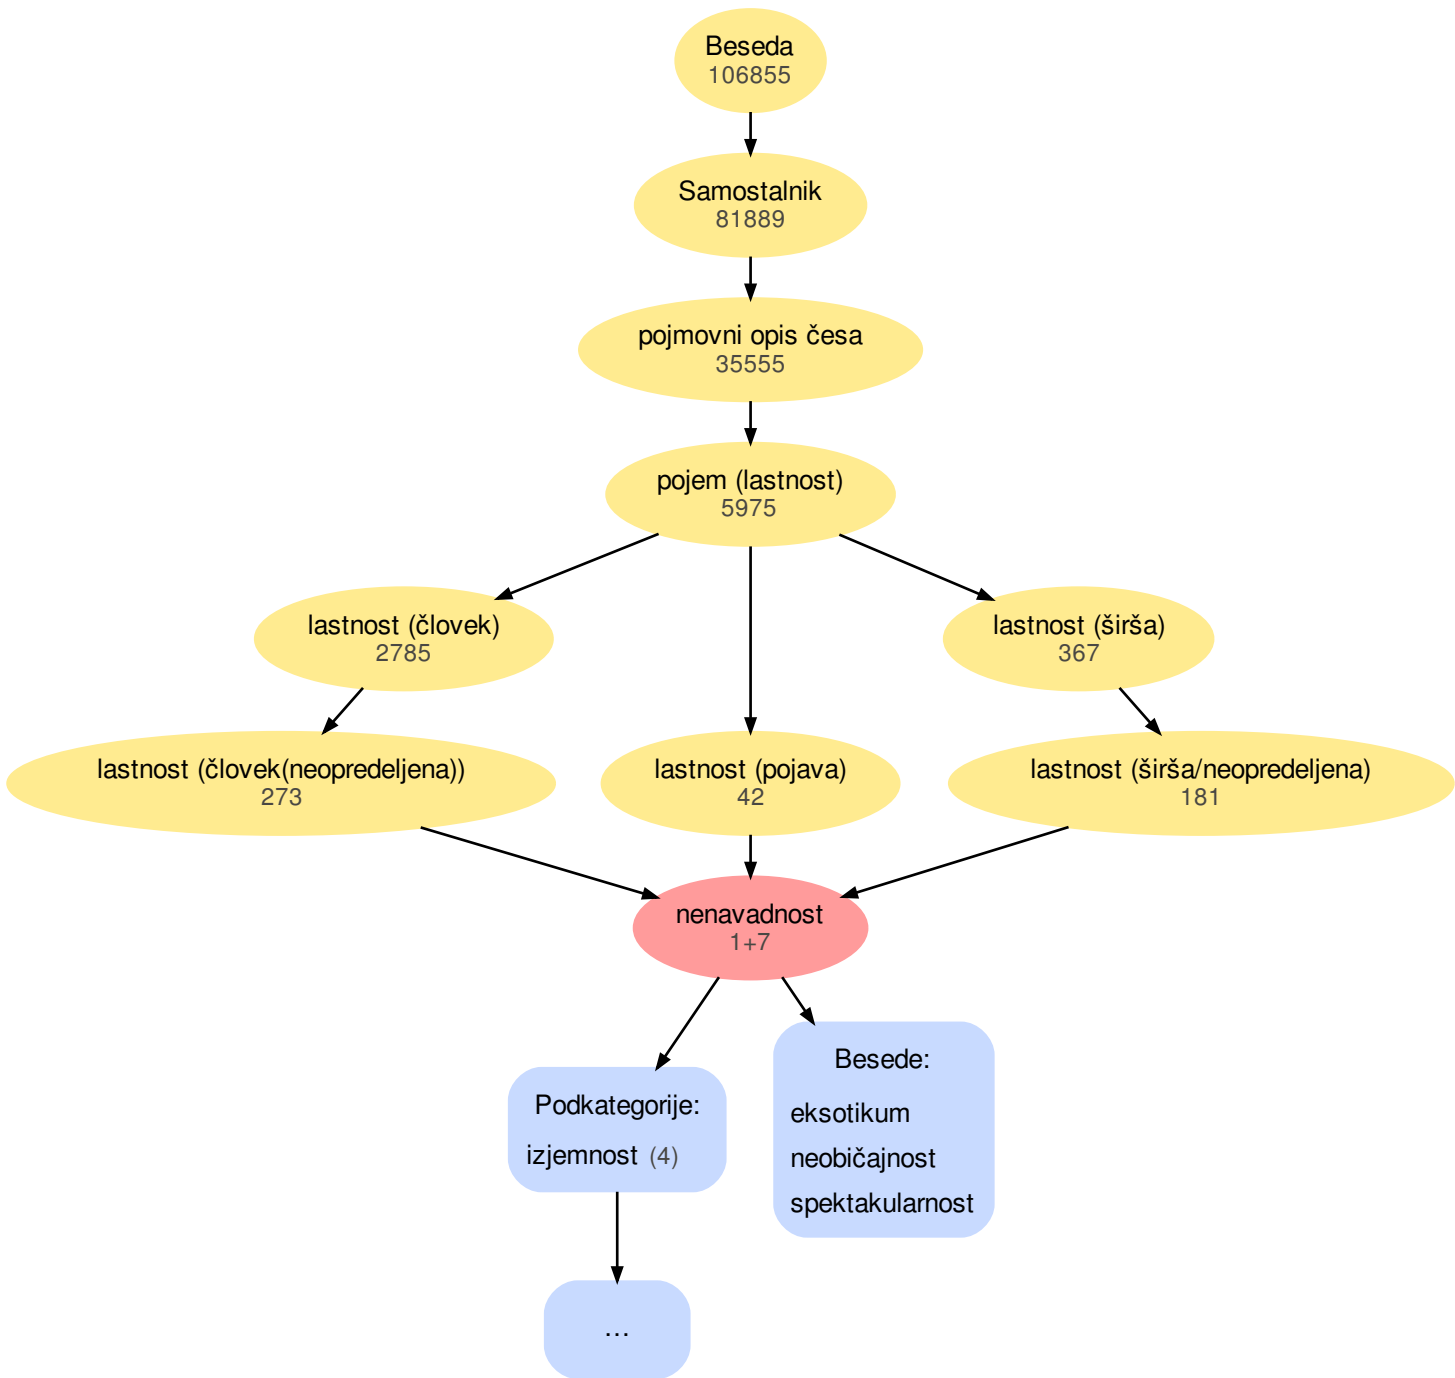 Beseda
106855
Samostalnik
81889
pojmovni opis česa
35555
pojem (lastnost)
5975
lastnost (človek)
2785
lastnost (širša)
367
lastnost (človek(neopredeljena))
273
lastnost (pojava)
42
lastnost (širša/neopredeljena)
181
nenavadnost
1+7
Podkategorije:
izjemnost (4)
Besede:
eksotikum
neobičajnost
spektakularnost
...